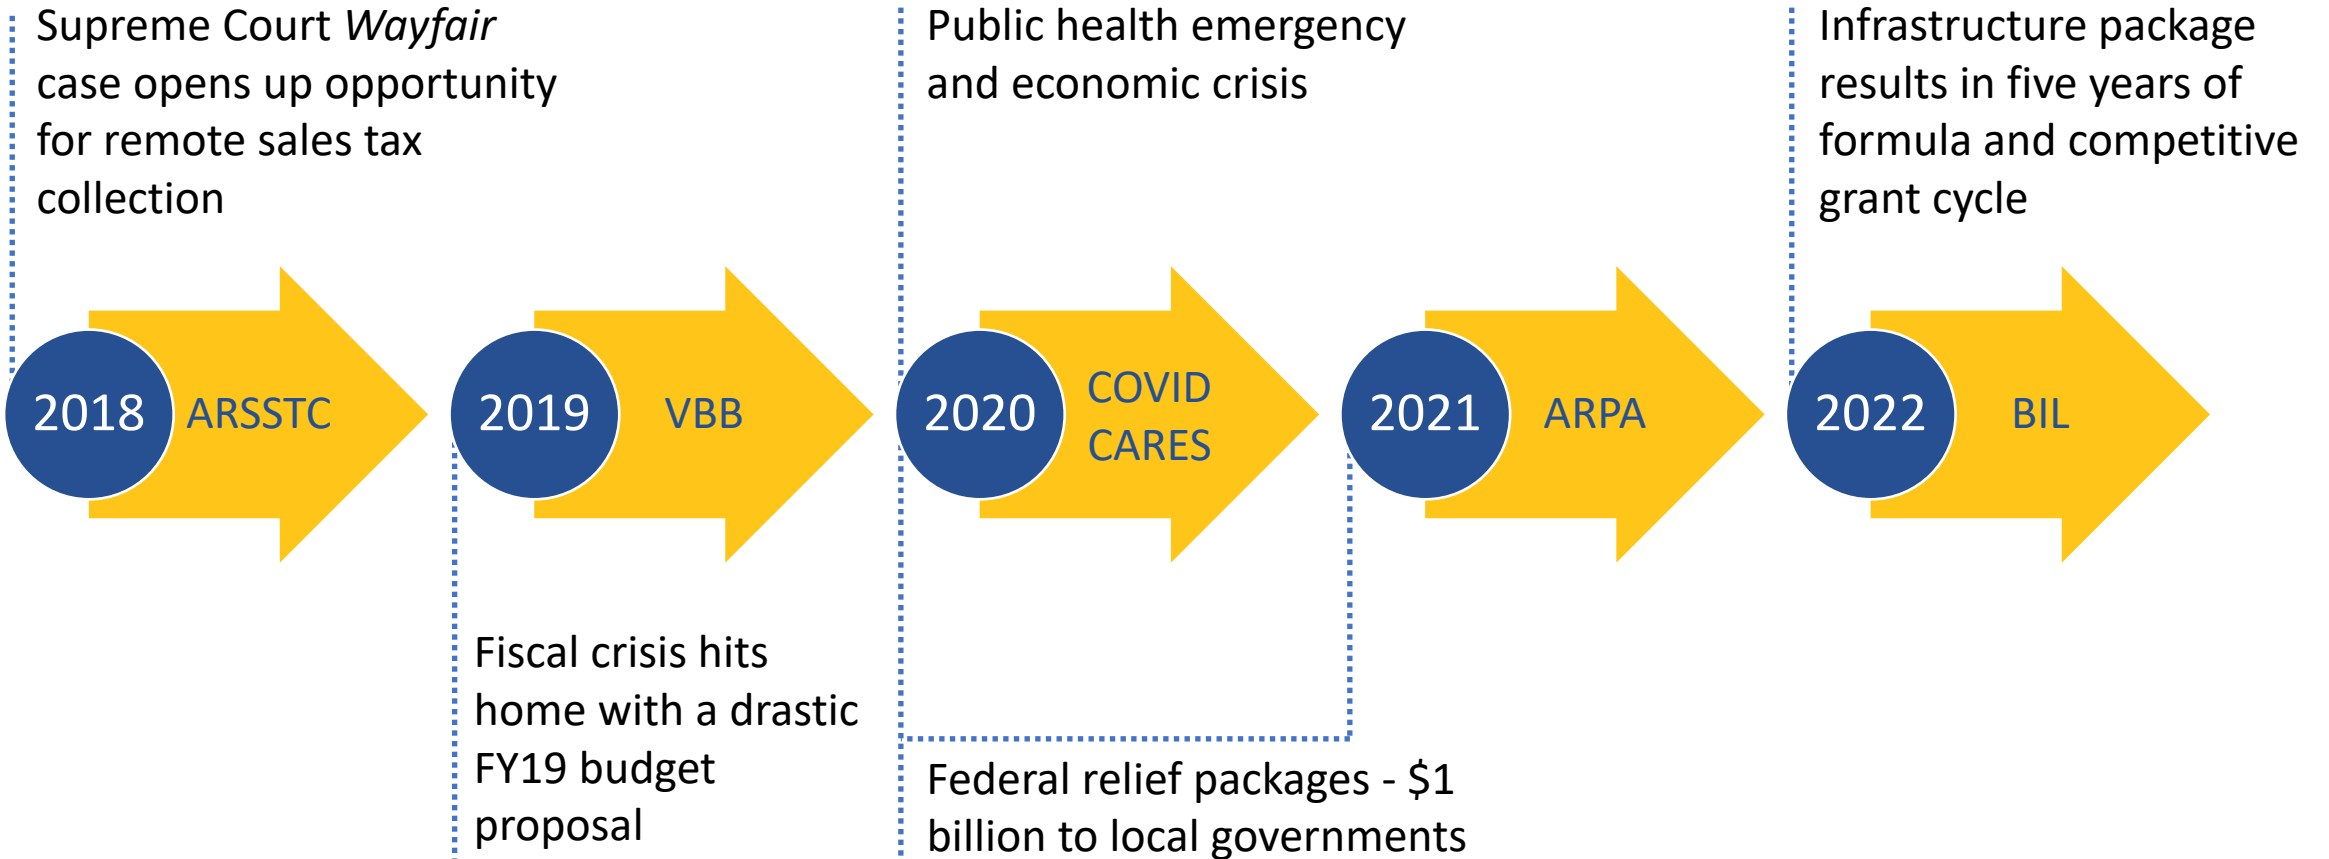 Supreme Court Wayfair
case opens up opportunity
for remote sales tax
collection
Public health emergency
and economic crisis
Infrastructure package
results in five years of
formula and competitive
grant cycle
2018
ARSSTC
2019
VBB
2020
COVID
CARES
2021
ARPA
2022
BIL
Fiscal crisis hits
home with a drastic
FY19 budget
proposal
Federal relief packages - $1
billion to local governments